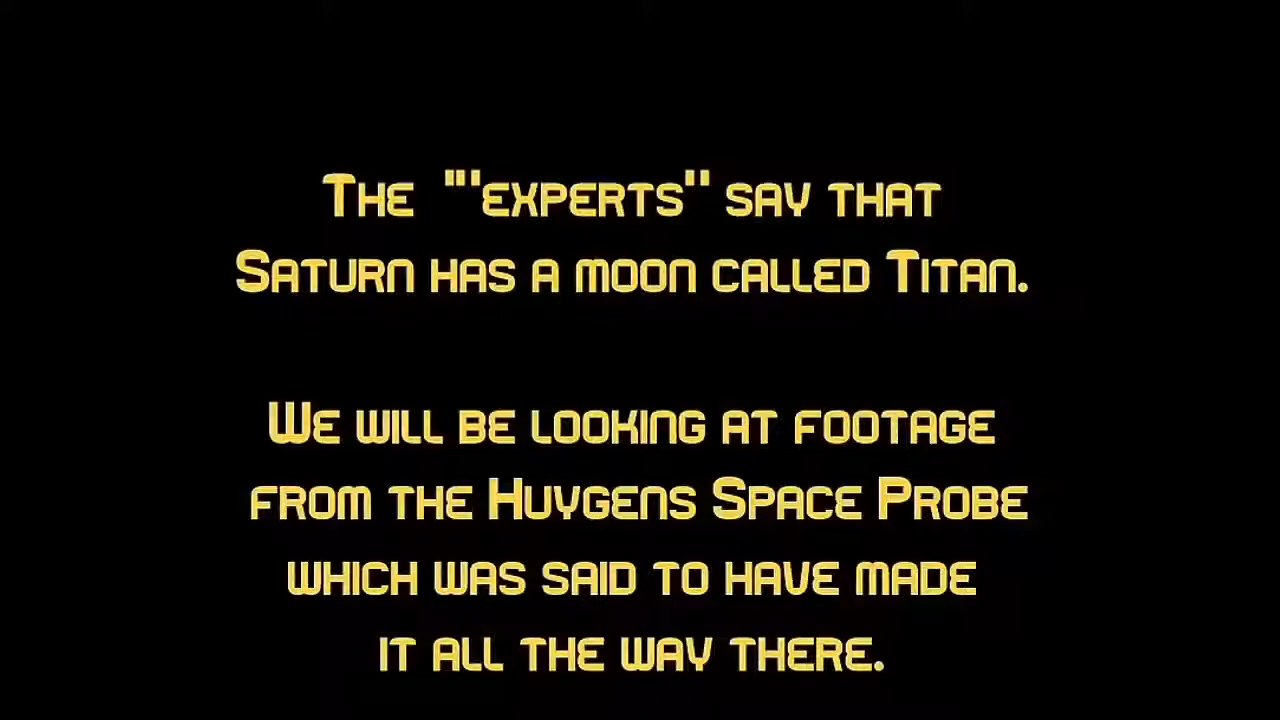 The "'experts" say that
Saturn has a moon called Titan.
We will be looking at footage
from the Huygens Space Probe
which was said to have made
it all the way there.